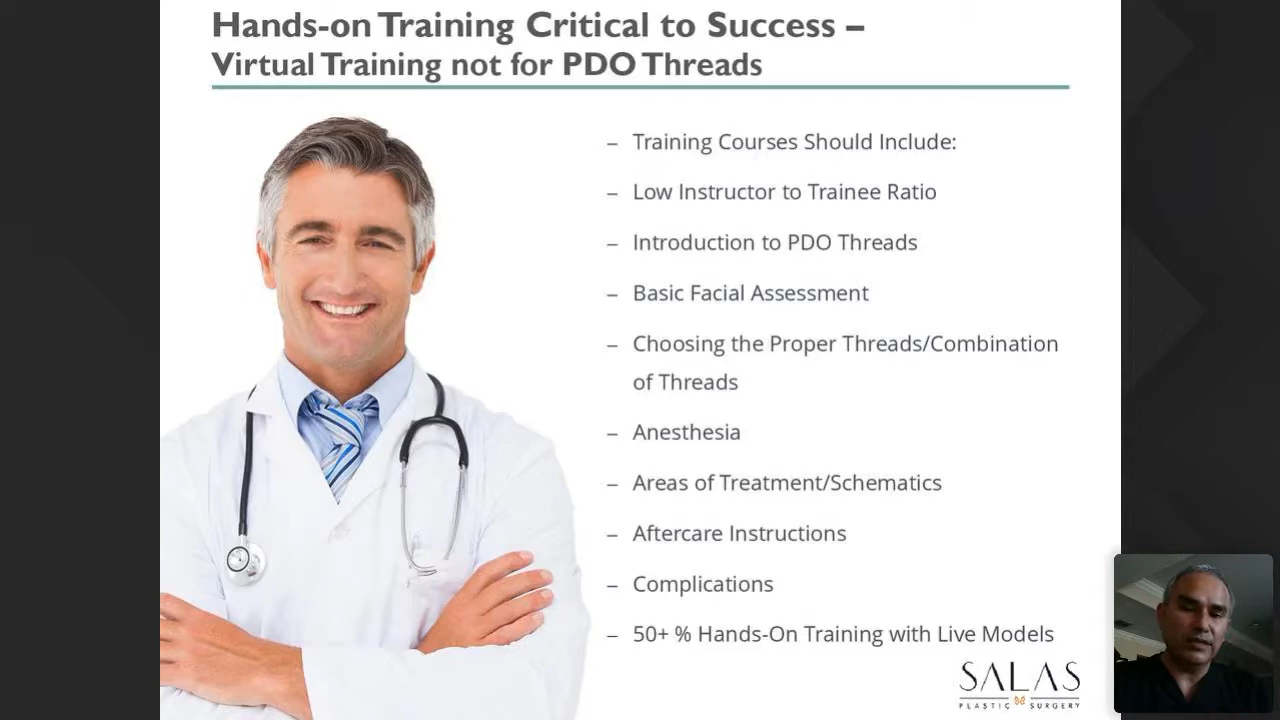 Hands-on Training Critical to Success –
Virtual Training not for PDO Threads
– Training Courses Should Include:
– Low Instructor to Trainee Ratio
– Introduction to PDO Threads
– Basic Facial Assessment
– Choosing the Proper Threads/Combination
of Threads
– Anesthesia
– Areas of Treatment/Schematics
– Aftercare Instructions
– Complications
– 50+ % Hands-On Training with Live Models
SALAS
PLASTIC SURGERY